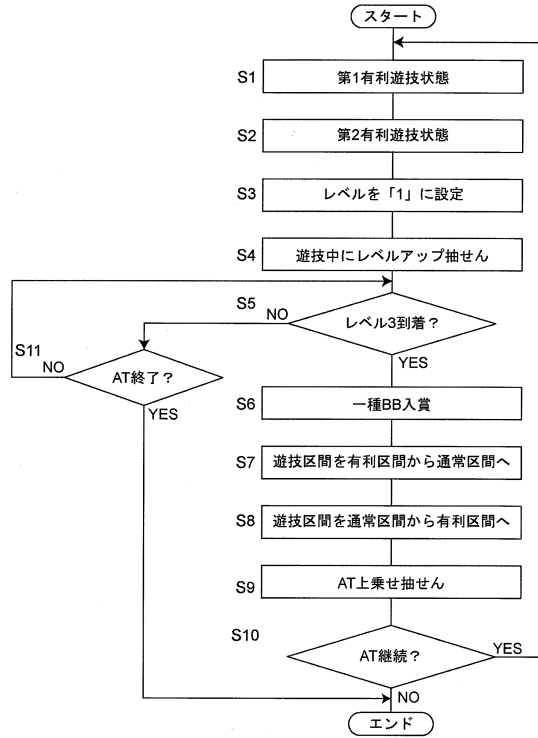 スタート
S1 第1有利遊技状態
S2 第2有利遊技状態
S3 レベルを「1」に設定
S4 遊技中にレベルアップ抽せん
S5 レベル3到着？
NO
YES
S11 AT終了？
NO
YES
S6 一種BB入賞
S7 遊技区間を有利区間から通常区間へ
S8 遊技区間を通常区間から有利区間へ
S9 AT上乗せ抽せん
S10 AT継続？
YES
NO
エンド